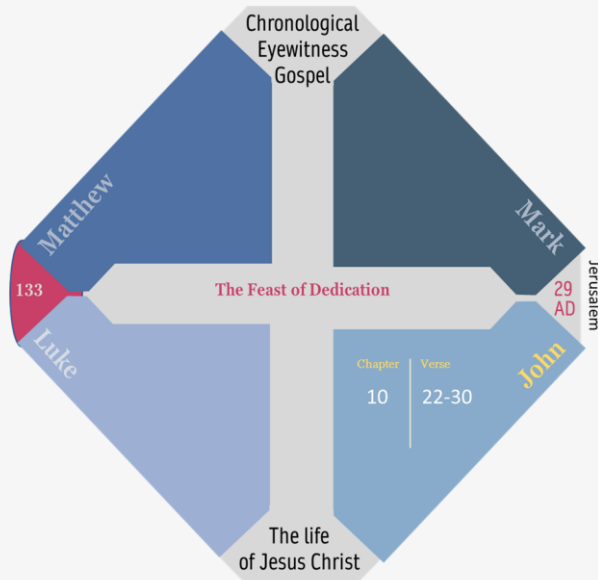 Chronological
Eyewitness
Gospel
Matthew
Mark
133
The Feast of Dedication
29
AD
Jerusalem
Luke
John
Chapter
Verse
10
22-30
The life
of Jesus Christ